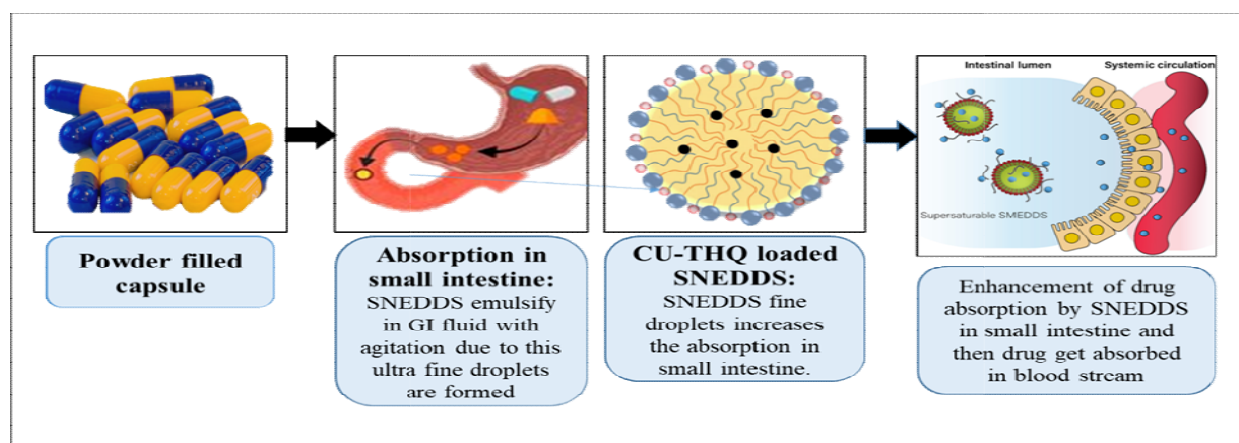 Powder filled
capsule
Absorption in
small intestine:
SNEDDS emulsify
in GI fluid with
agitation due to this
ultra fine droplets
are formed
CU-THQ loaded
SNEDDS:
SNEDDS fine
droplets increases
the absorption in
small intestine.
Intestinal lumen
Systemic circulation
Supersaturable SMEDDS
Enhancement of drug
absorption by SNEDDS
in small intestine and
then drug get absorbed
in blood stream